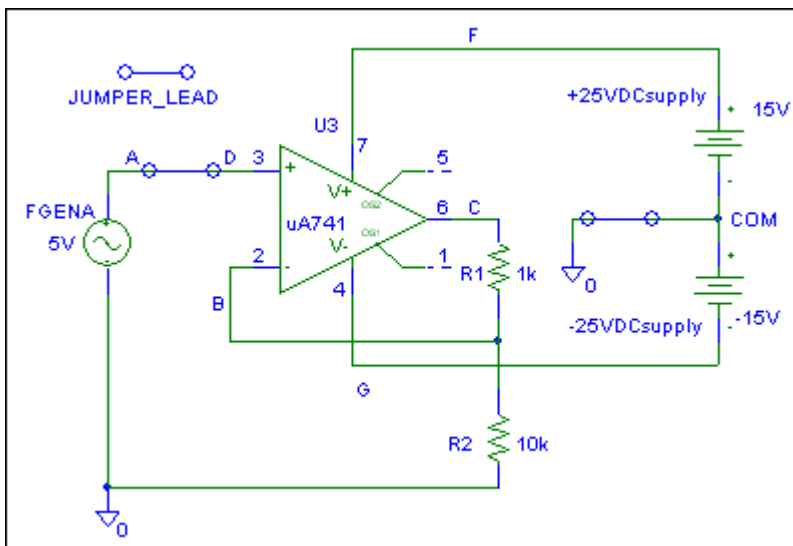 F
JUMPER_LEAD
+25VDCsupply
+
15V
U3
7
5
A
D
3
+
V+
OS2
FGENA
+
5V
-
uA741
6
C
-
COM
OS1
V-
2
-
1
R1
1k
0
+
B
4
-25VDCsupply
-
-15V
G
R2
10k
0